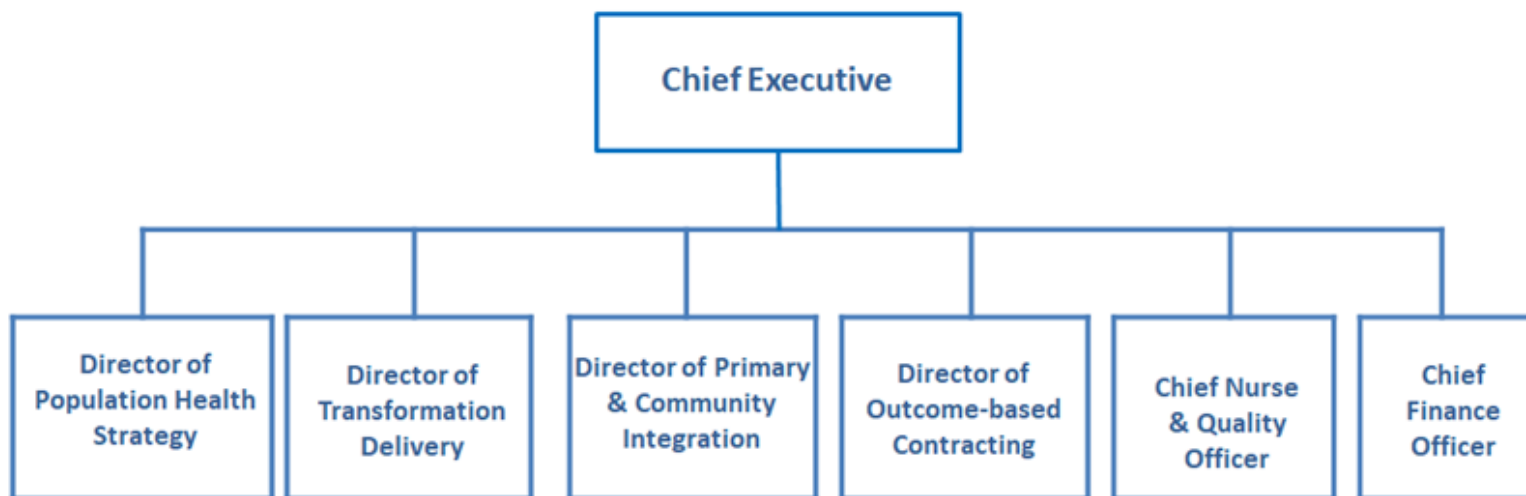 Chief Executive
Director of
Population Health
Strategy
Director of
Transformation
Delivery
Director of Primary
& Community
Integration
Director of
Outcome-based
Contracting
Chief Nurse
& Quality
Officer
Chief
Finance
Officer